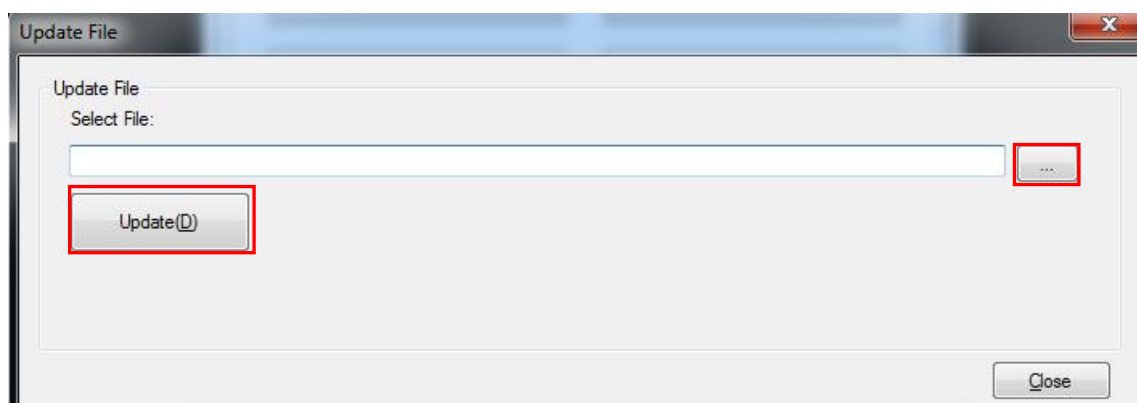 Update File
X
Update File
Select File:
...
Update(D)
Close